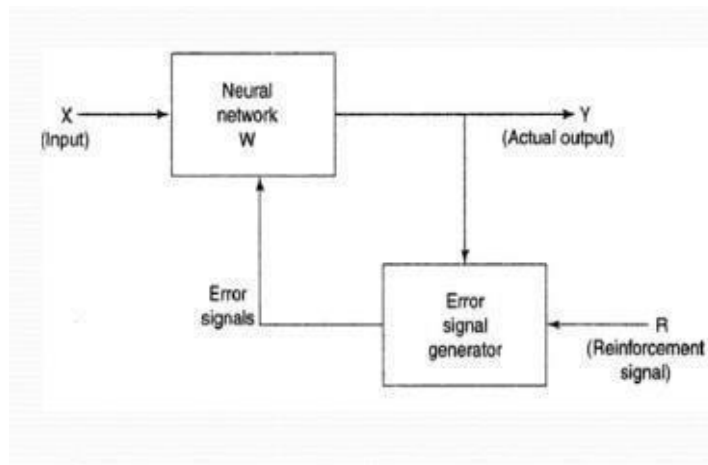 Neural
network
W
X
(Input)
Y
(Actual output)
Error
signals
Error
signal
generator
R
(Reinforcement
signal)